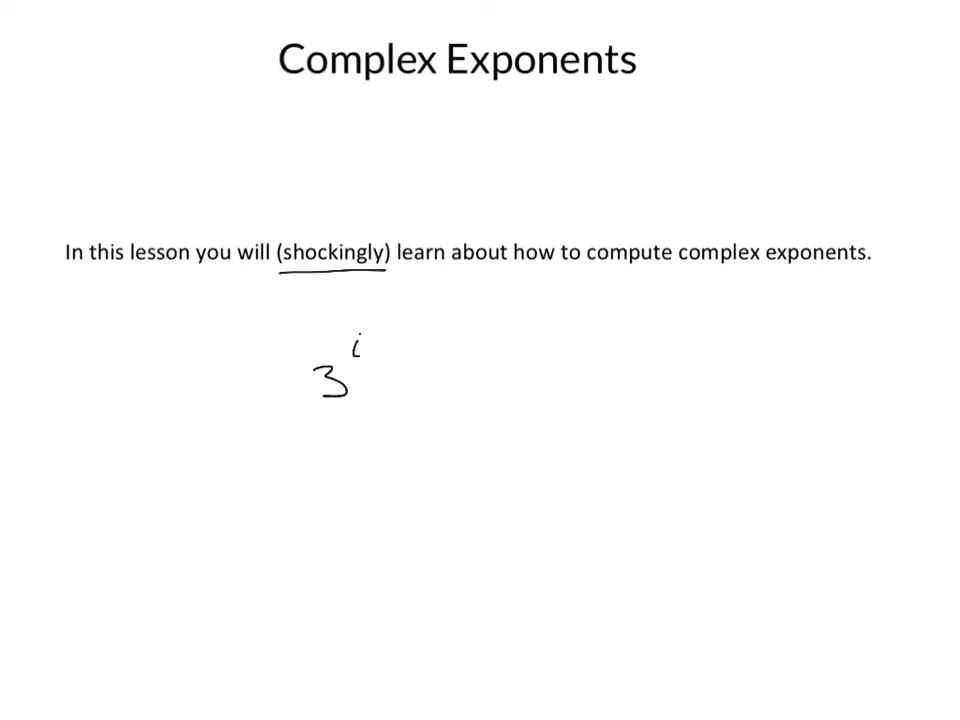 Complex Exponents
In this lesson you will (shockingly) learn about how to compute complex exponents.
3^i